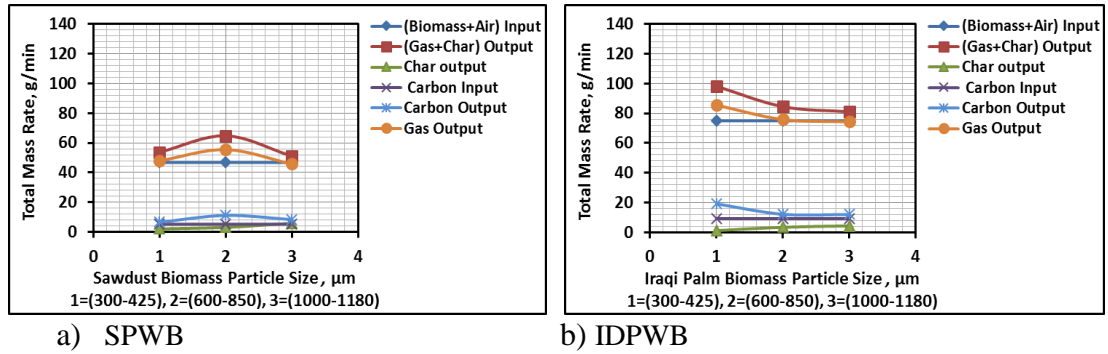 Total Mass Rate, g/min
140
120
100
80
60
40
20
0
0 1 2 3 4
Sawdust Biomass Particle Size , µm
1=(300-425), 2=(600-850), 3=(1000-1180)
(Biomass+Air) Input
(Gas+Char) Output
Char output
Carbon Input
Carbon Output
Gas Output
a) SPWB
Total Mass Rate, g/min
140
120
100
80
60
40
20
0
0 1 2 3 4
Iraqi Palm Biomass Particle Size , µm
1=(300-425), 2=(600-850), 3=(1000-1180)
(Biomass+Air) Input
(Gas+Char) Output
Char output
Carbon Input
Carbon Output
Gas Output
b) IDPWB